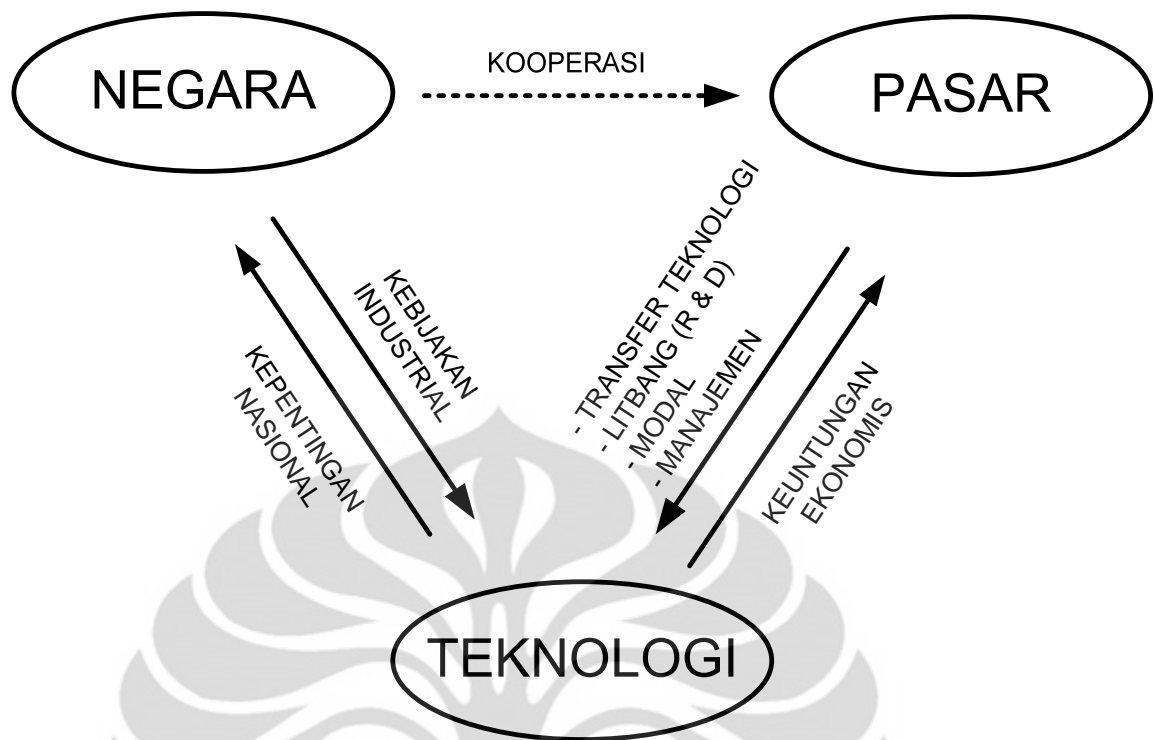 NEGARA
KOOPERASI
PASAR
KEBIJAKAN
INDUSTRIAL
KEPENTINGAN
NASIONAL
- TRANSFER TEKNOLOGI
- LITBANG (R & D)
- MODAL
- MANAJEMEN
KEUNTUNGAN
EKONOMIS
TEKNOLOGI